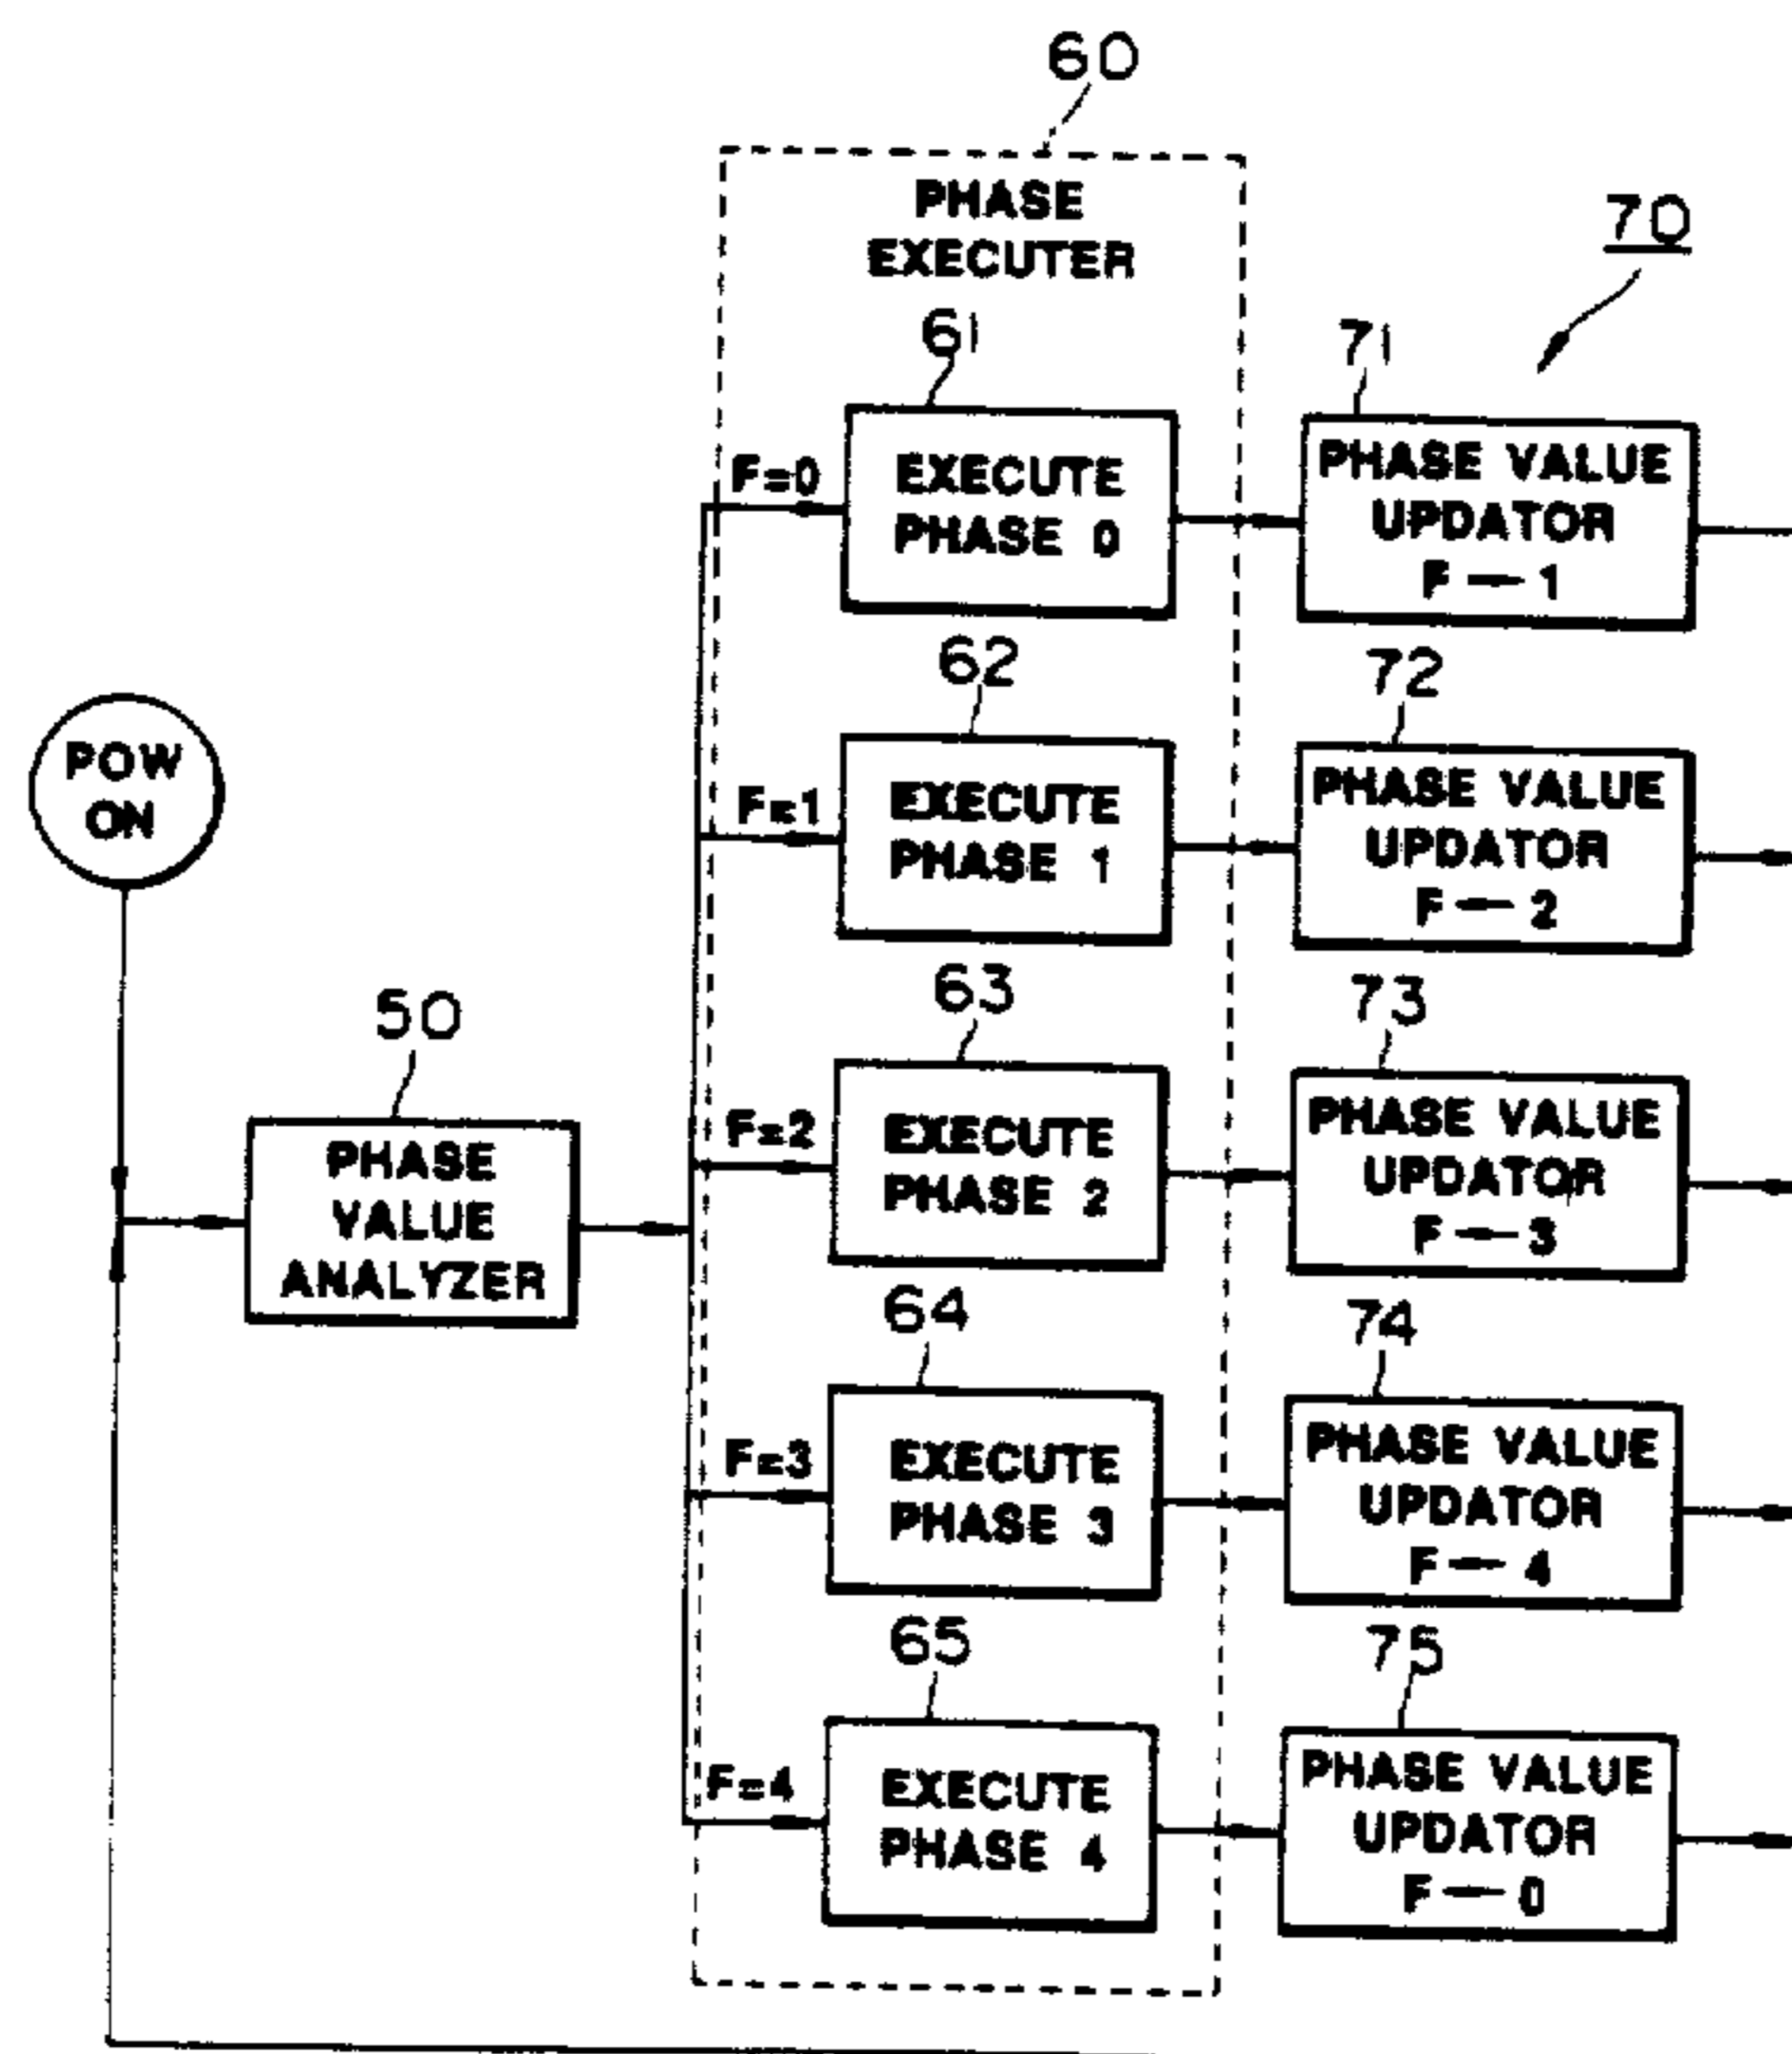 60
PHASE
EXECUTER
70
61
71
F=0
EXECUTE
PHASE 0
PHASE VALUE
UPDATOR
F — 1
62
72
POW
ON
F=1
EXECUTE
PHASE 1
PHASE VALUE
UPDATOR
F — 2
63
73
50
PHASE
VALUE
ANALYZER
F=2
EXECUTE
PHASE 2
PHASE VALUE
UPDATOR
F — 3
64
74
F=3
EXECUTE
PHASE 3
PHASE VALUE
UPDATOR
F — 4
65
75
F=4
EXECUTE
PHASE 4
PHASE VALUE
UPDATOR
F — 0